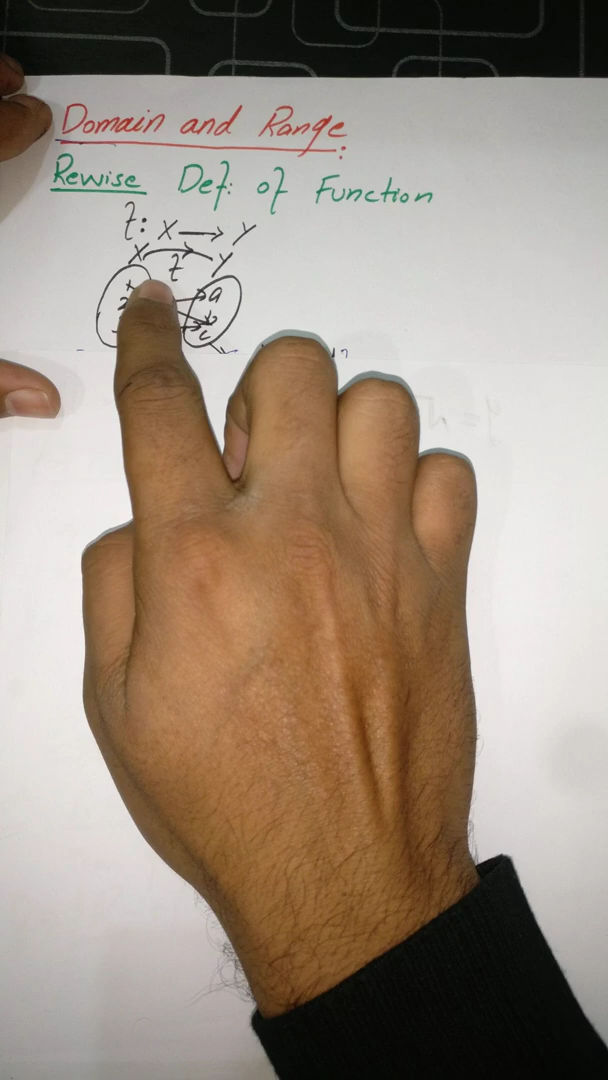 Domain and Range:
Rewise Def: of Function
f: X → Y
X f Y
a
c